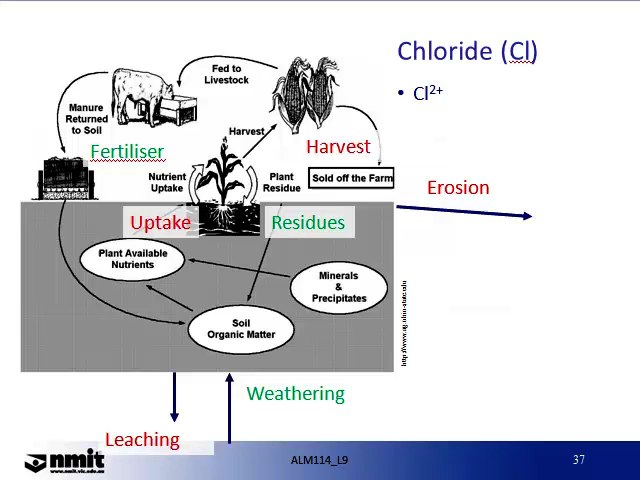 Chloride (Cl)
• Cl2+
Fed to
Livestock
Manure
Returned
to Soil
Fertiliser
Harvest
Harvest
Nutrient
Uptake
Plant
Residue
Sold off the Farm
Erosion
Uptake
Residues
Plant Available
Nutrients
Minerals
&
Precipitates
Soil
Organic Matter
http://www.ag.ohio-state.edu
Weathering
Leaching
nmit
www.nmit.vic.edu.au
ALM114_L9
37